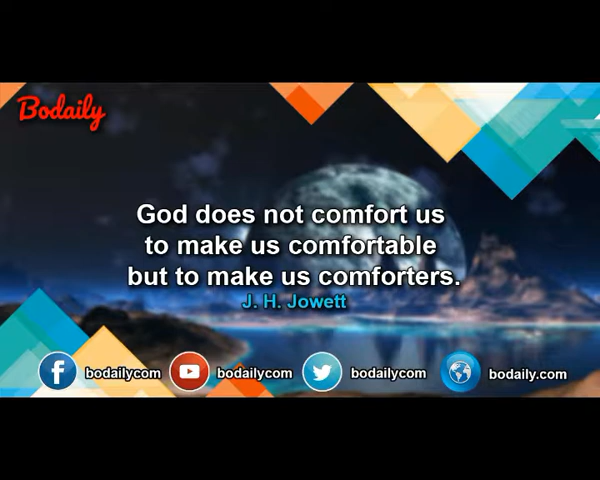 Bodaily
God does not comfort us
to make us comfortable
but to make us comforters.
J. H. Jowett
bodailycom bodailycom bodailycom bodaily.com